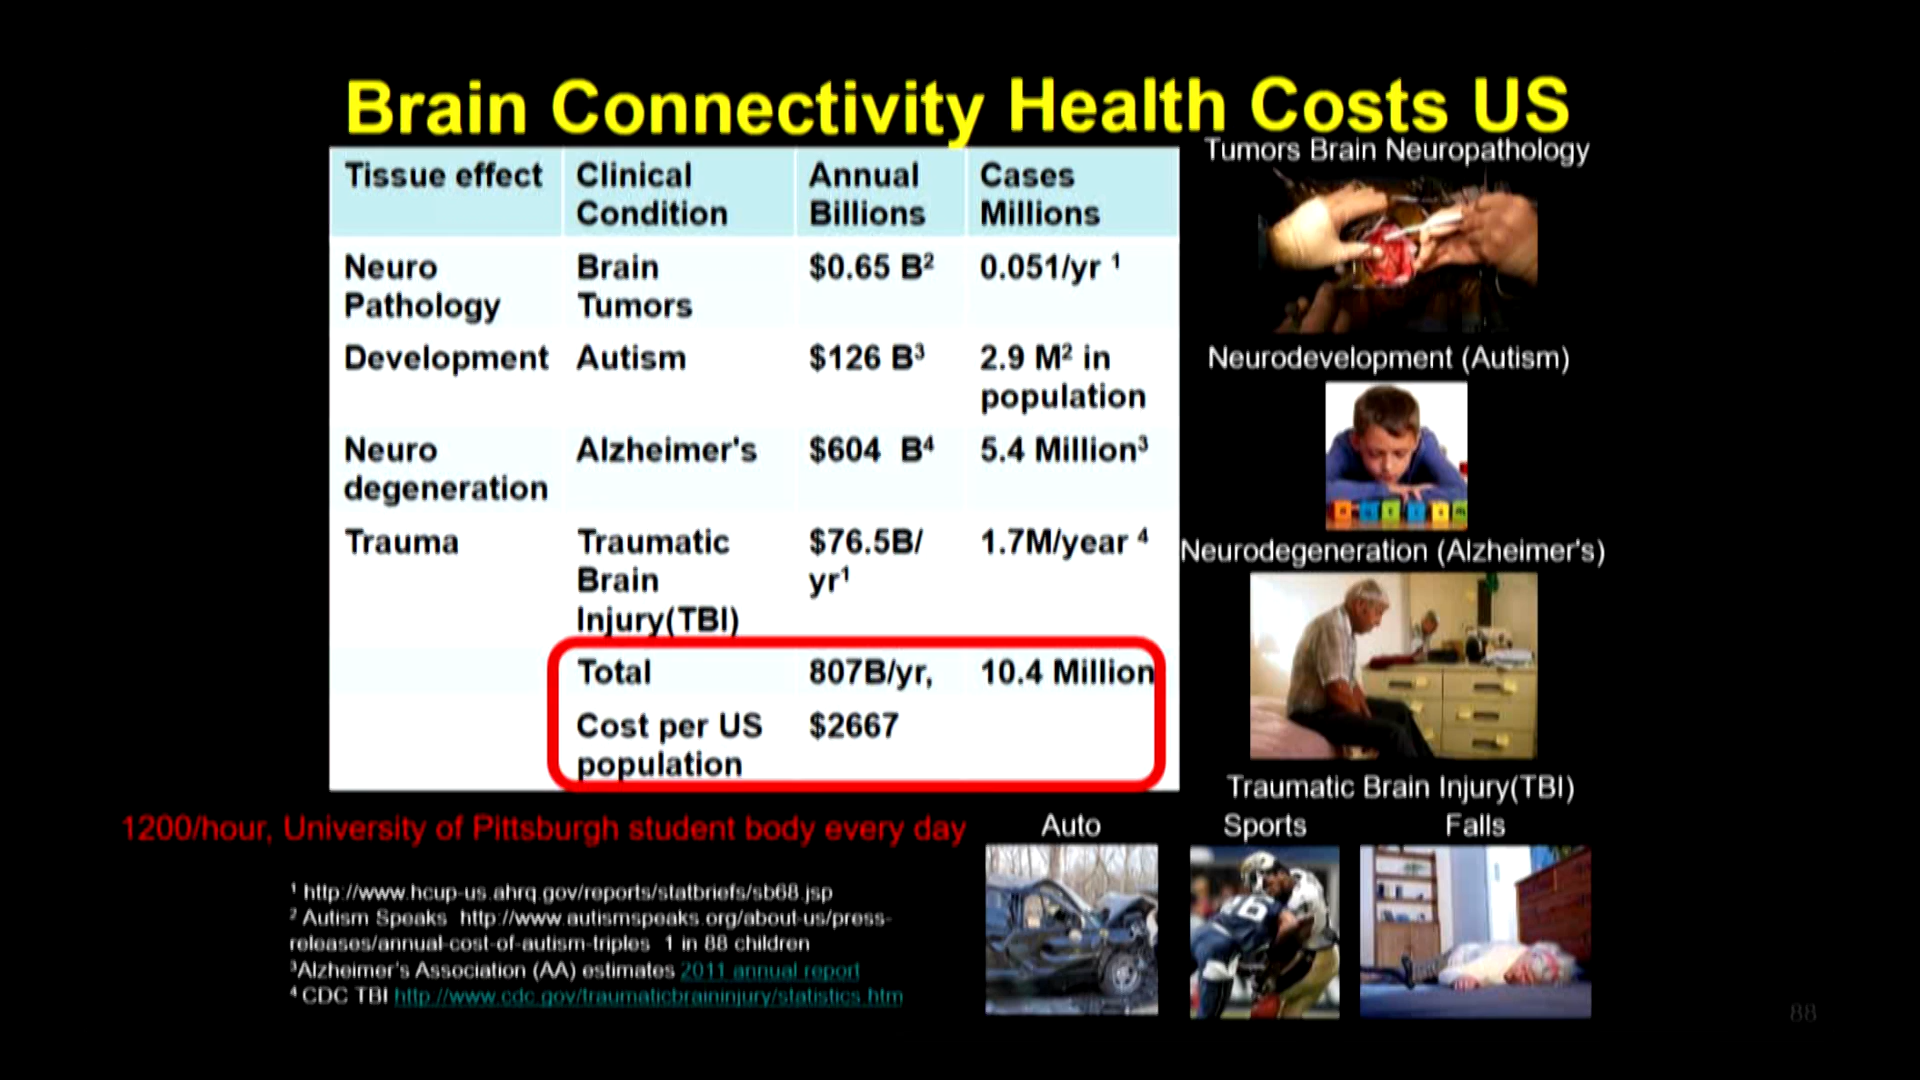 Brain Connectivity Health Costs US
Tissue effect Clinical Condition Annual Billions Cases Millions
Neuro Pathology Brain Tumors $0.65 B² 0.051/yr ¹
Development Autism $126 B³ 2.9 M² in population
Neuro degeneration Alzheimer's $604 B⁴ 5.4 Million³
Trauma Traumatic Brain Injury(TBI) $76.5B/ yr¹ 1.7M/year ⁴
Total 807B/yr, 10.4 Million
Cost per US population $2667
Tumors Brain Neuropathology
Neurodevelopment (Autism)
Neurodegeneration (Alzheimer's)
Traumatic Brain Injury(TBI)
Auto Sports Falls
1200/hour, University of Pittsburgh student body every day
¹ http://www.hcup-us.ahrq.gov/reports/statbriefs/sb68.jsp
² Autism Speaks http://www.autismspeaks.org/about-us/press-
releases/annual-cost-of-autism-triples 1 in 88 children
³Alzheimer's Association (AA) estimates 2011 annual report
⁴ CDC TBI http://www.cdc.gov/traumaticbraininjury/statistics.htm
88